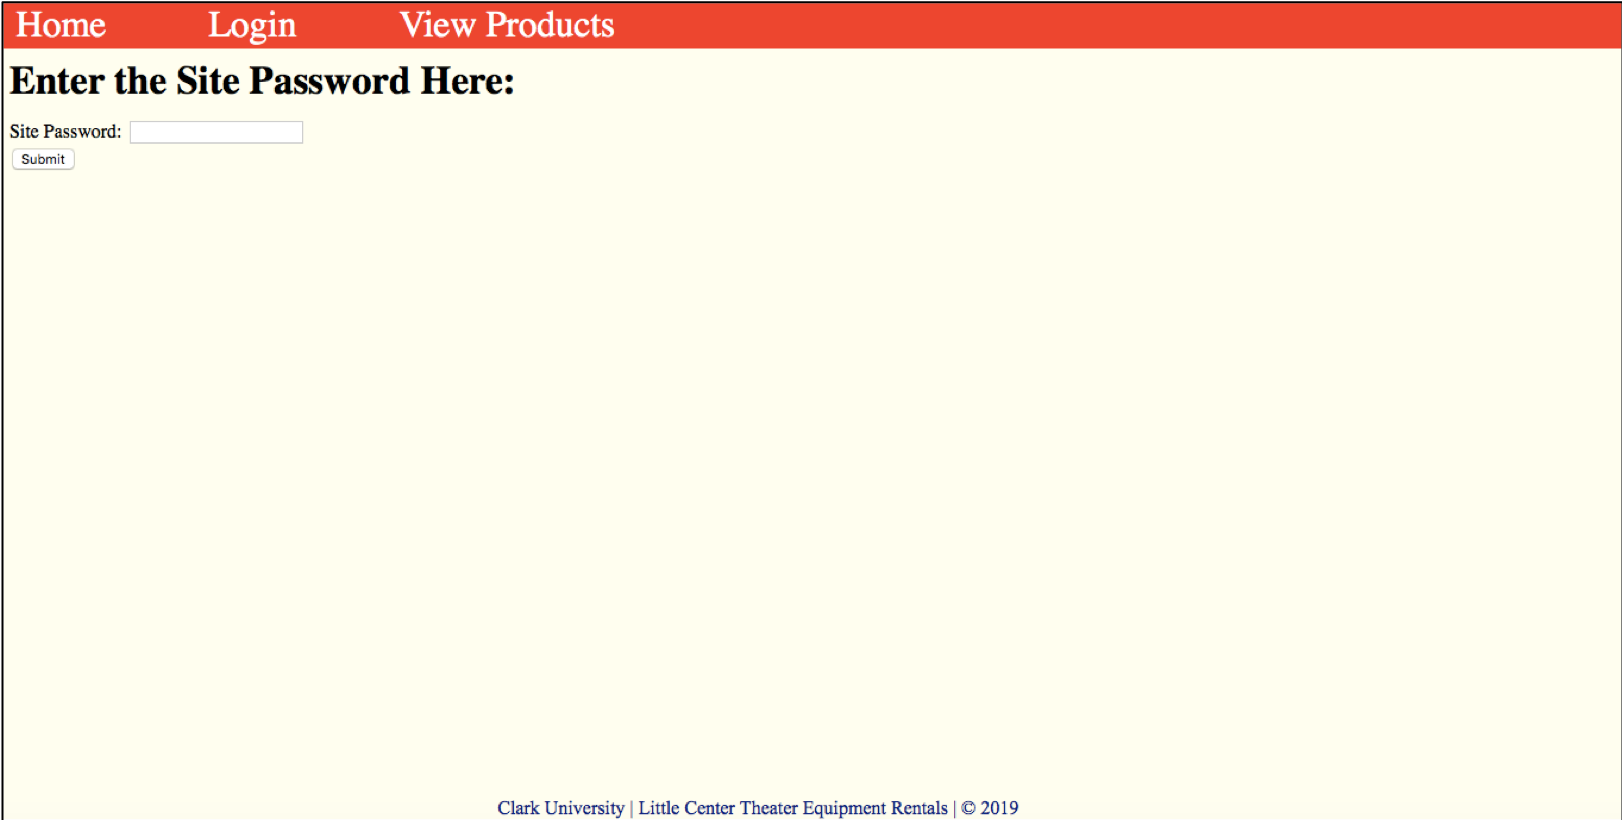 Home Login View Products
Enter the Site Password Here:
Site Password:
Submit
Clark University | Little Center Theater Equipment Rentals | © 2019